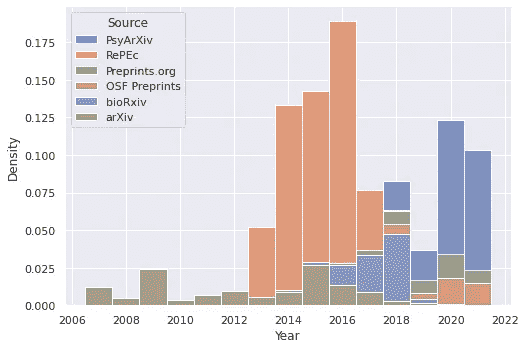 Source
PsyArXiv
RePEc
Preprints.org
OSF Preprints
bioRxiv
arXiv
0.175
0.150
0.125
0.100
0.075
0.050
0.025
0.000
Density
2006 2008 2010 2012 2014 2016 2018 2020 2022
Year